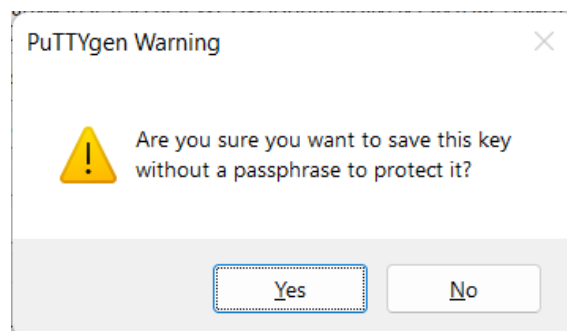 PuTTYgen Warning
Are you sure you want to save this key
without a passphrase to protect it?
Yes
No